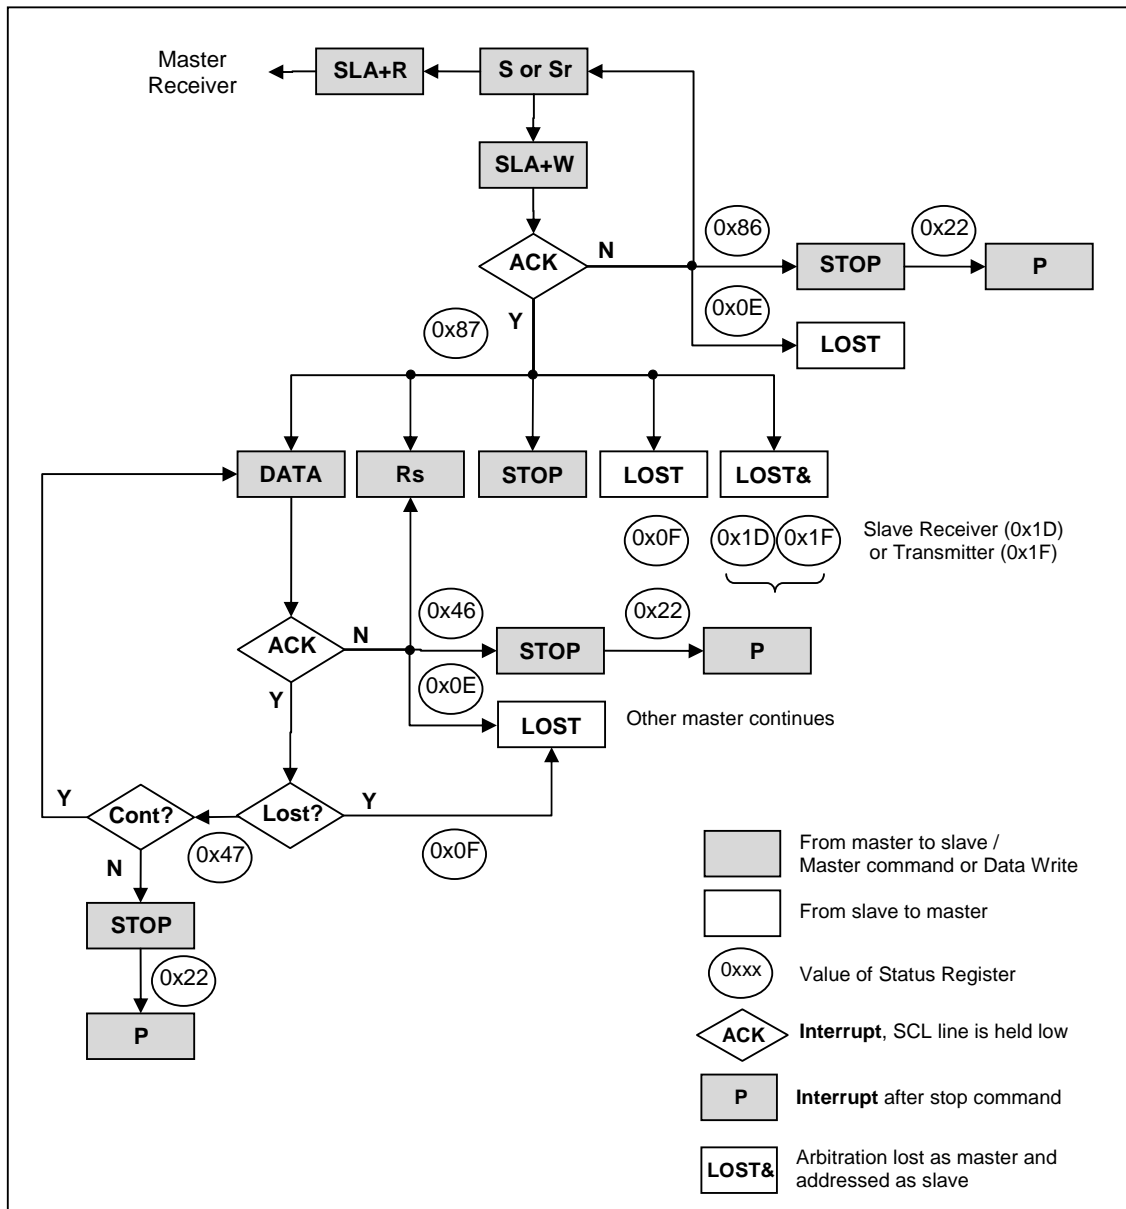 Master
Receiver
SLA+R
S or Sr
SLA+W
ACK
N
0x86
STOP
0x22
P
0x0E
LOST
Y
0x87
DATA
Rs
STOP
LOST
LOST&
0x0F
0x1D
0x1F
Slave Receiver (0x1D)
or Transmitter (0x1F)
ACK
N
0x46
STOP
0x22
P
0x0E
LOST
Other master continues
Y
Lost?
Y
0x0F
Cont?
Y
0x47
N
STOP
0x22
P
From master to slave /
Master command or Data Write
From slave to master
0xxx
Value of Status Register
ACK
Interrupt, SCL line is held low
P
Interrupt after stop command
LOST&
Arbitration lost as master and
addressed as slave